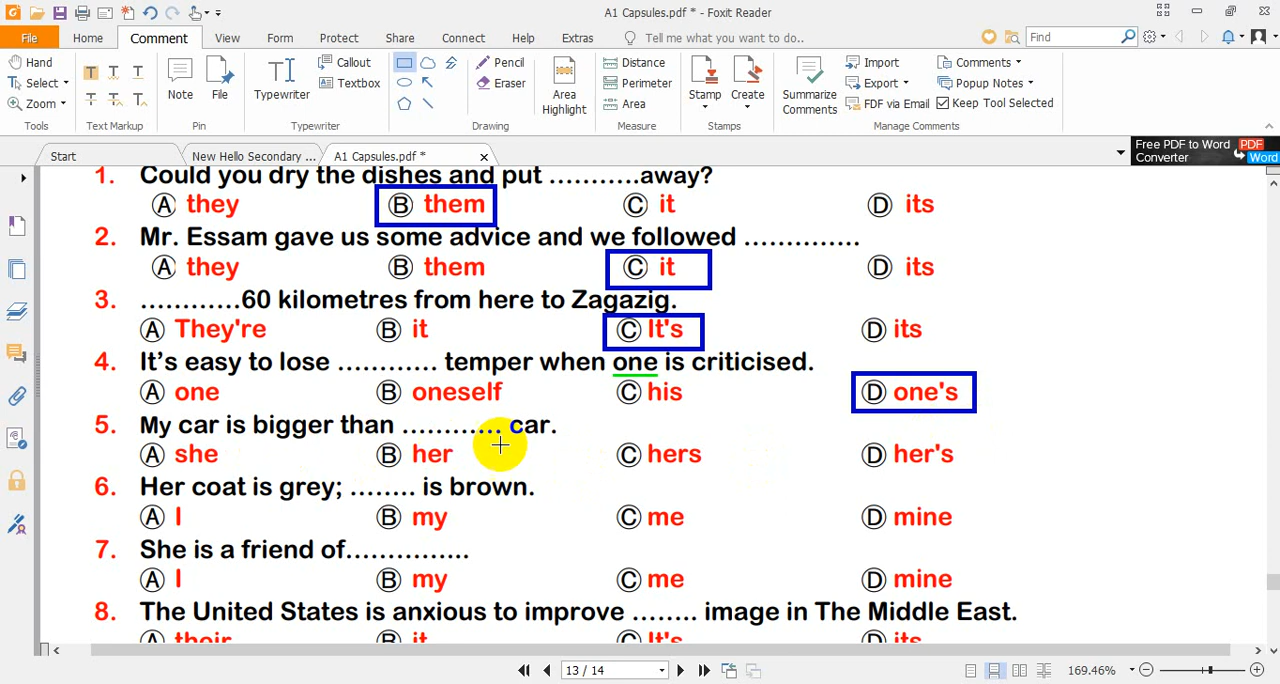 A1 Capsules.pdf * - Foxit Reader
File Home Comment View Form Protect Share Connect Help Extras Tell me what you want to do.. Find
Hand
Select
Zoom
Tools
Text Markup
Note
File
Pin
Typewriter
Callout
Textbox
Typewriter
Pencil
Eraser
Drawing
Area Highlight
Distance
Perimeter
Area
Measure
Stamp
Create
Stamps
Summarize Comments
Import
Export
FDF via Email
Comments
Popup Notes
Keep Tool Selected
Manage Comments
Start
New Hello Secondary ...
A1 Capsules.pdf *
Free PDF to Word Converter
PDF
Word
1. Could you dry the dishes and put ...........away?
A they B them C it D its
2. Mr. Essam gave us some advice and we followed ..............
A they B them C it D its
3. ............60 kilometres from here to Zagazig.
A They're B it C It's D its
4. It’s easy to lose ............ temper when one is criticised.
A one B oneself C his D one's
5. My car is bigger than ............ car.
A she B her C hers D her's
6. Her coat is grey; ........ is brown.
A I B my C me D mine
7. She is a friend of...............
A I B my C me D mine
8. The United States is anxious to improve ........ image in The Middle East.
A their B it C It's D its
13 / 14
169.46%